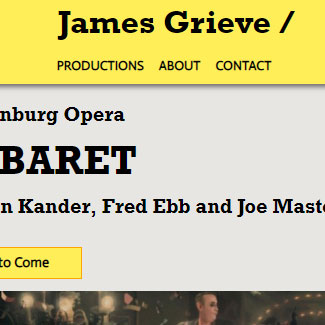 James Grieve /
PRODUCTIONS ABOUT CONTACT
nburg Opera
BARET
n Kander, Fred Ebb and Joe Maste
to Come